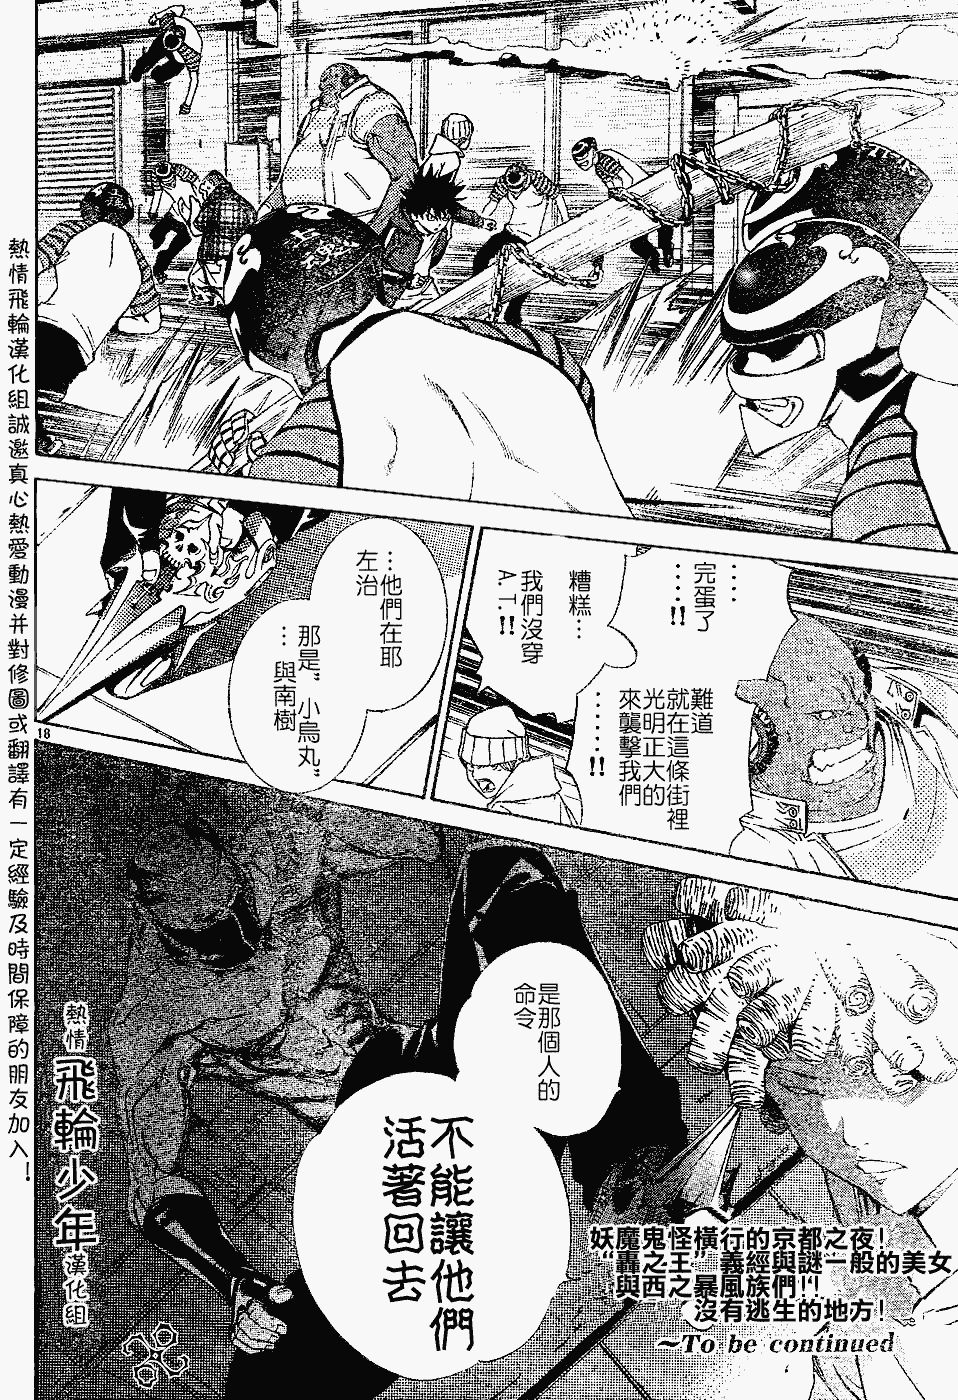 ‥‥
完蛋了
‥‥!!
難道
就在這條街裡
光明正大的
來襲擊我們
‥‥‥!!
糟糕…
我們沒穿
A.T.!!
…他們在耶
左治
那是"小烏丸"
…與南樹
18
是那個人的
命令
不能讓他們
活著回去
妖魔鬼怪橫行的京都之夜!
"轟之王"義經與謎一般的美女
與西之暴風族們!!
沒有逃生的地方!
~To be continued
熱情飛輪漢化組誠邀真心熱愛動漫并對修圖或翻譯有一定經驗及時間保障的朋友加入!
熱情
飛輪少年
漢化組